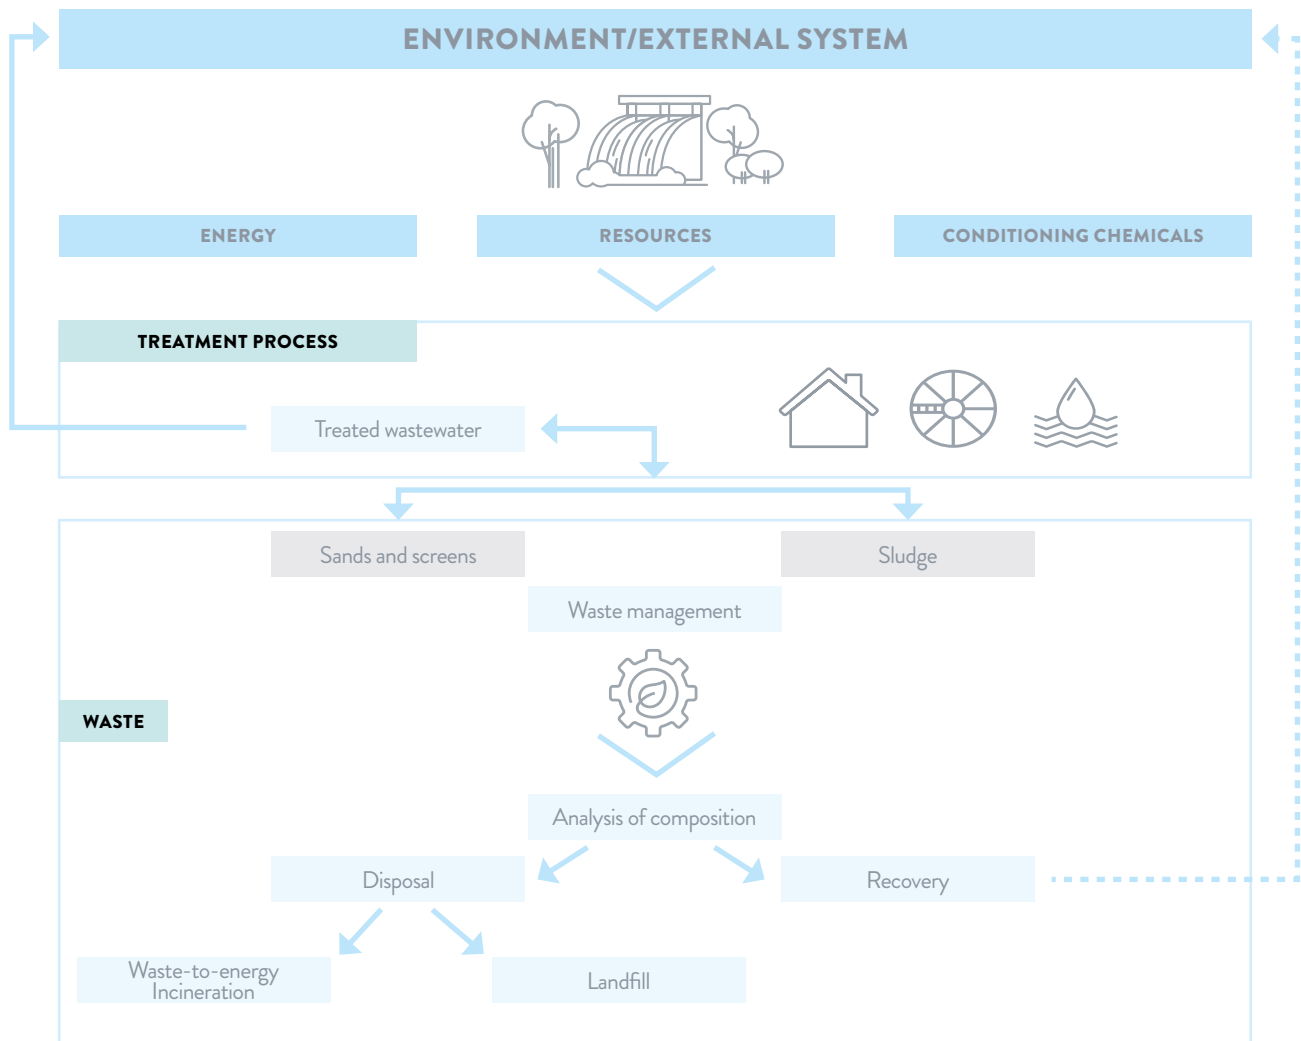 ENVIRONMENT/EXTERNAL SYSTEM
ENERGY
RESOURCES
CONDITIONING CHEMICALS
TREATMENT PROCESS
Treated wastewater
Sands and screens
Sludge
Waste management
WASTE
Analysis of composition
Disposal
Recovery
Waste-to-energy
Incineration
Landfill